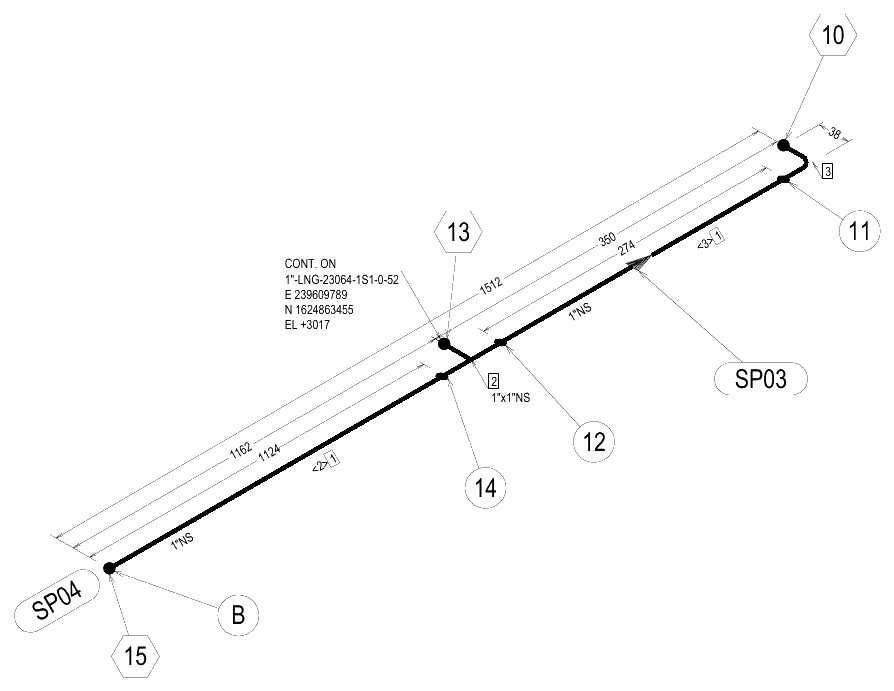 10
38
3
11
13
350
<3> 1
274
CONT. ON
1"-LNG-23064-1S1-0-52
E 239609789
N 1624863455
EL +3017
1512
1"NS
SP03
2
1"x1"NS
12
1162
1124
<2> 1
14
1"NS
SP04
B
15